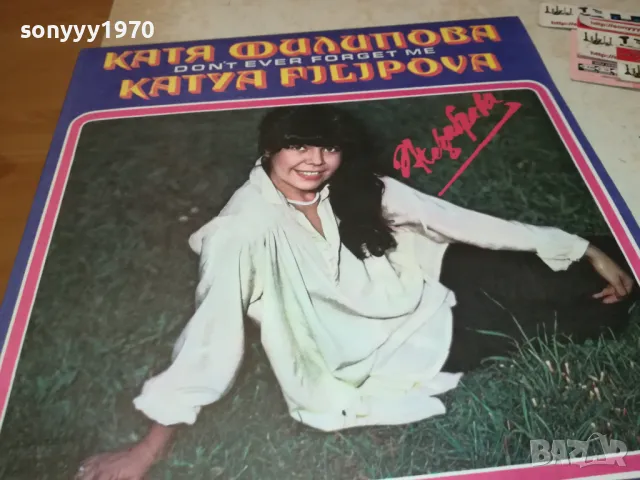 sonyyy1970
КАТЯ ФИЛИПОВА
DON'T EVER FORGET ME
KATYA FILIPOVA
BAZAR